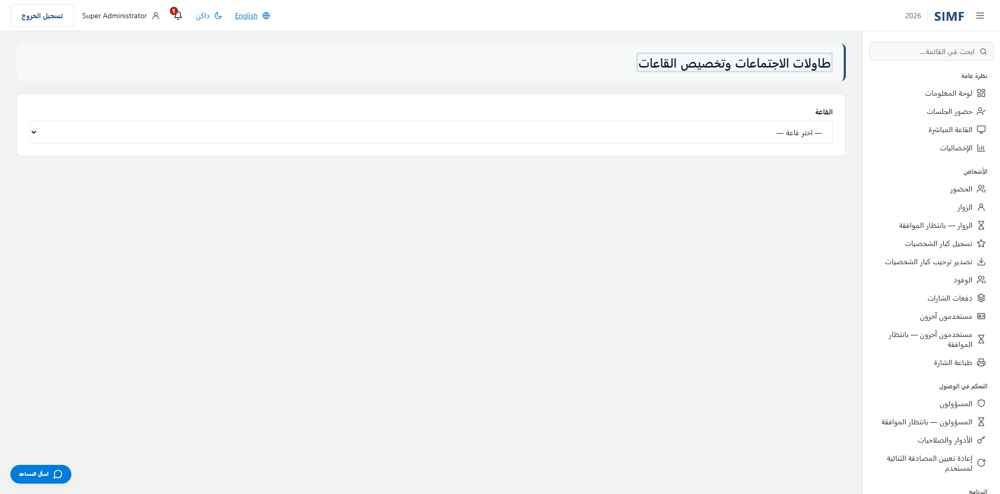 SIMF
2026
English
داكن
1
Super Administrator
تسجيل الخروج
ابحث في القائمة...
نظرة عامة
لوحة المعلومات
حضور الجلسات
القاعة المباشرة
الإحصائيات
الأشخاص
الحضور
الزوار
الزوار — بانتظار الموافقة
تسجيل كبار الشخصيات
تصدير ترحيب كبار الشخصيات
الوفود
دفعات الشارات
مستخدمون آخرون
مستخدمون آخرون — بانتظار
الموافقة
طباعة الشارة
التحكم في الوصول
المسؤولون
المسؤولون — بانتظار الموافقة
الأدوار والصلاحيات
إعادة تعيين المصادقة الثنائية
لمستخدم
البرنامج
طاولات الاجتماعات وتخصيص القاعات
القاعة
— اختر قاعة —
اسأل المساعد